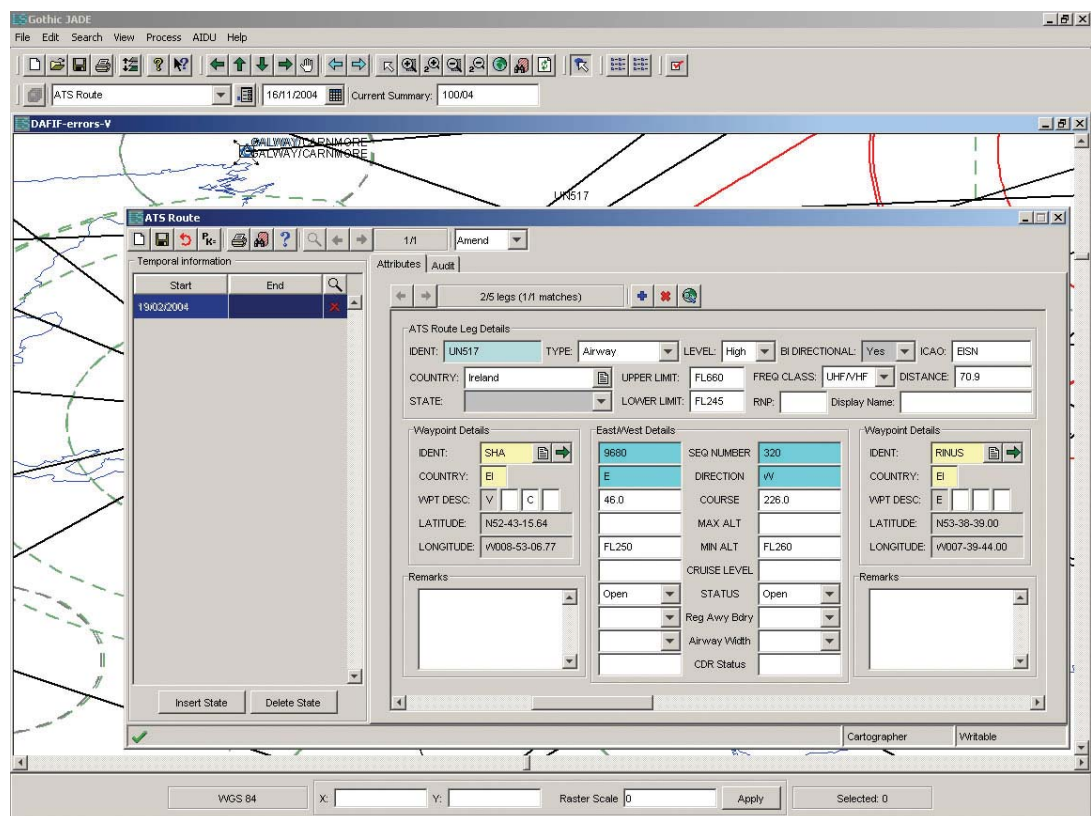 Gothic JADE
File Edit Search View Process AIDU Help
ATS Route 16/11/2004 Current Summary: 100/04
DAFIF-errors-V
GALWAY/CARNMORE
GALWAY/CARNMORE
UN517
ATS Route
1/1 Amend
Temporal information
Start End
19/02/2004
Insert State Delete State
Attributes Audit
2/5 legs (1/1 matches)
ATS Route Leg Details
IDENT: UN517 TYPE: Airway LEVEL: High BI DIRECTIONAL: Yes ICAO: EISN
COUNTRY: Ireland UPPER LIMIT: FL660 FREQ CLASS: UHF/VHF DISTANCE: 70.9
STATE: LOWER LIMIT: FL245 RNP: Display Name:
Waypoint Details East/West Details Waypoint Details
IDENT: SHA 9680 SEQ NUMBER 320 IDENT: RINUS
COUNTRY: EI E DIRECTION W COUNTRY: EI
WPT DESC: V C 46.0 COURSE 226.0 WPT DESC: E
LATITUDE: N52-43-15.64 MAX ALT LATITUDE: N53-38-39.00
LONGITUDE: W008-53-06.77 FL250 MIN ALT FL260 LONGITUDE: W007-39-44.00
Remarks CRUISE LEVEL Remarks
Open STATUS Open
Reg Awy Bdry
Airway Width
CDR Status
Cartographer Writable
WGS 84 X: Y: Raster Scale 0 Apply Selected: 0